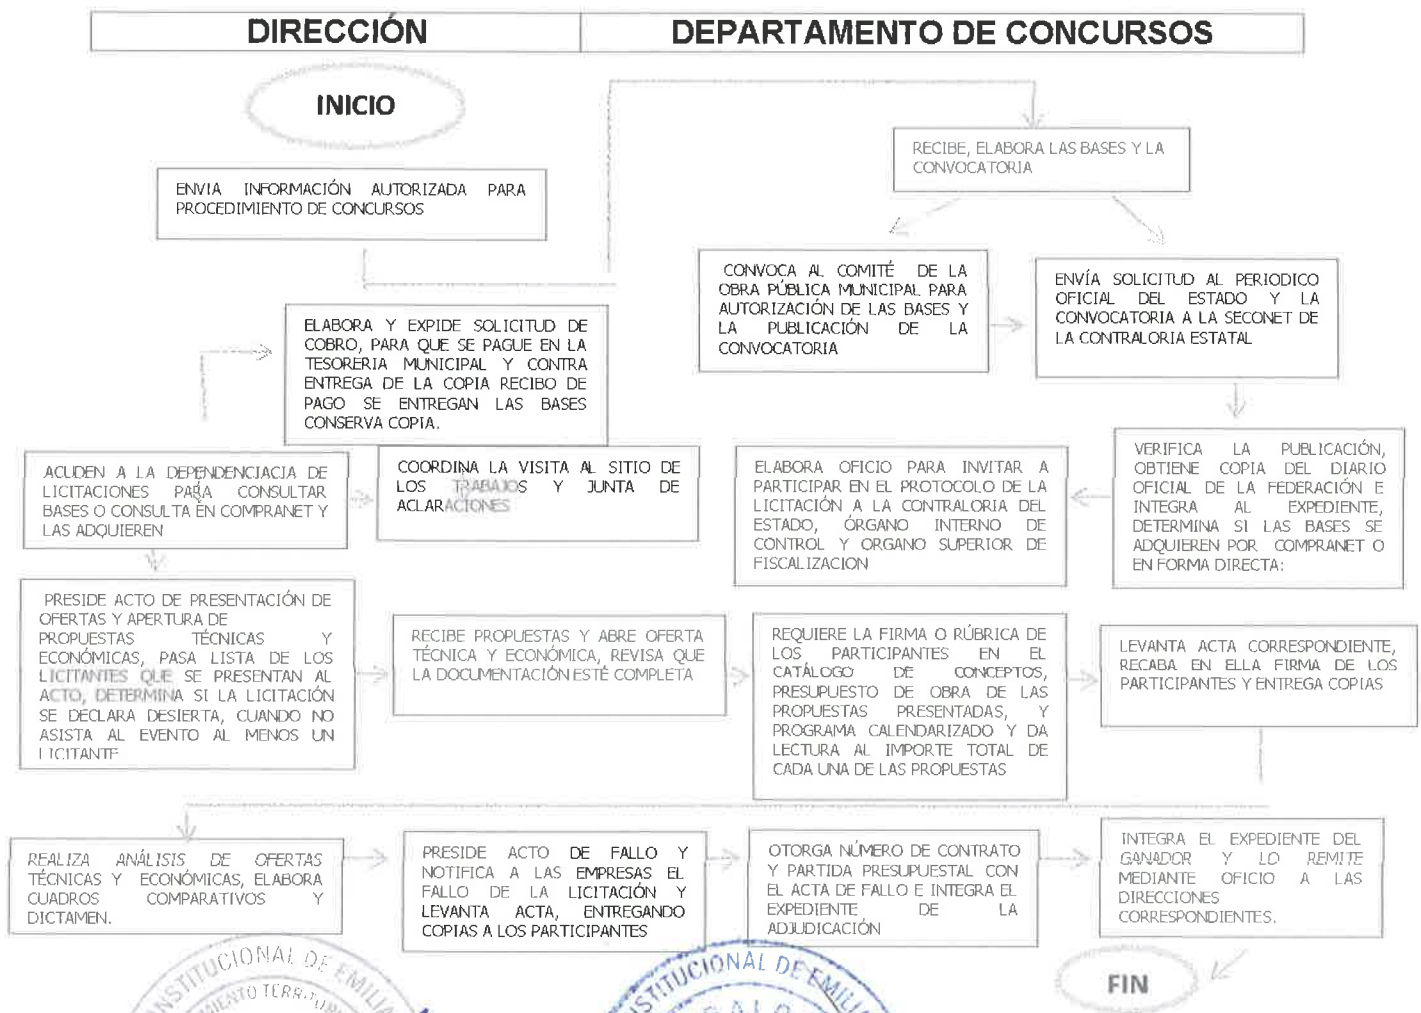 DIRECCIÓN
DEPARTAMENTO DE CONCURSOS
INICIO
ENVIA INFORMACIÓN AUTORIZADA PARA
PROCEDIMIENTO DE CONCURSOS
RECIBE, ELABORA LAS BASES Y LA
CONVOCATORIA
CONVOCA AL COMITÉ DE LA
OBRA PÚBLICA MUNICIPAL PARA
AUTORIZACIÓN DE LAS BASES Y
LA PUBLICACIÓN DE LA
CONVOCATORIA
ENVÍA SOLICITUD AL PERIODICO
OFICIAL DEL ESTADO Y LA
CONVOCATORIA A LA SECONET DE
LA CONTRALORIA ESTATAL
ELABORA Y EXPIDE SOLICITUD DE
COBRO, PARA QUE SE PAGUE EN LA
TESORERIA MUNICIPAL Y CONTRA
ENTREGA DE LA COPIA RECIBO DE
PAGO SE ENTREGAN LAS BASES
CONSERVA COPIA.
ACUDEN A LA DEPENDENCIACIA DE
LICITACIONES PARA CONSULTAR
BASES O CONSULTA EN COMPRANET Y
LAS ADQUIEREN
COORDINA LA VISITA AL SITIO DE
LOS TRABAJOS Y JUNTA DE
ACLARACIONES
ELABORA OFICIO PARA INVITAR A
PARTICIPAR EN EL PROTOCOLO DE LA
LICITACIÓN A LA CONTRALORIA DEL
ESTADO, ÓRGANO INTERNO DE
CONTROL Y ORGANO SUPERIOR DE
FISCALIZACION
VERIFICA LA PUBLICACIÓN,
OBTIENE COPIA DEL DIARIO
OFICIAL DE LA FEDERACIÓN E
INTEGRA AL EXPEDIENTE,
DETERMINA SI LAS BASES SE
ADQUIEREN POR COMPRANET O
EN FORMA DIRECTA:
PRESIDE ACTO DE PRESENTACIÓN DE
OFERTAS Y APERTURA DE
PROPUESTAS TÉCNICAS Y
ECONÓMICAS, PASA LISTA DE LOS
LICITANTES QUE SE PRESENTAN AL
ACTO, DETERMINA SI LA LICITACIÓN
SE DECLARA DESIERTA, CUANDO NO
ASISTA AL EVENTO AL MENOS UN
LICITANTE
RECIBE PROPUESTAS Y ABRE OFERTA
TÉCNICA Y ECONÓMICA, REVISA QUE
LA DOCUMENTACIÓN ESTÉ COMPLETA
REQUIERE LA FIRMA O RÚBRICA DE
LOS PARTICIPANTES EN EL
CATÁLOGO DE CONCEPTOS,
PRESUPUESTO DE OBRA DE LAS
PROPUESTAS PRESENTADAS, Y
PROGRAMA CALENDARIZADO Y DA
LECTURA AL IMPORTE TOTAL DE
CADA UNA DE LAS PROPUESTAS
LEVANTA ACTA CORRESPONDIENTE,
RECABA EN ELLA FIRMA DE LOS
PARTICIPANTES Y ENTREGA COPIAS
REALIZA ANÁLISIS DE OFERTAS
TÉCNICAS Y ECONÓMICAS, ELABORA
CUADROS COMPARATIVOS Y
DICTAMEN.
PRESIDE ACTO DE FALLO Y
NOTIFICA A LAS EMPRESAS EL
FALLO DE LA LICITACIÓN Y
LEVANTA ACTA, ENTREGANDO
COPIAS A LOS PARTICIPANTES
OTORGA NÚMERO DE CONTRATO
Y PARTIDA PRESUPUESTAL CON
EL ACTA DE FALLO E INTEGRA EL
EXPEDIENTE DE LA
ADJUDICACIÓN
INTEGRA EL EXPEDIENTE DEL
GANADOR Y LO REMITE
MEDIANTE OFICIO A LAS
DIRECCIONES
CORRESPONDIENTES.
FIN